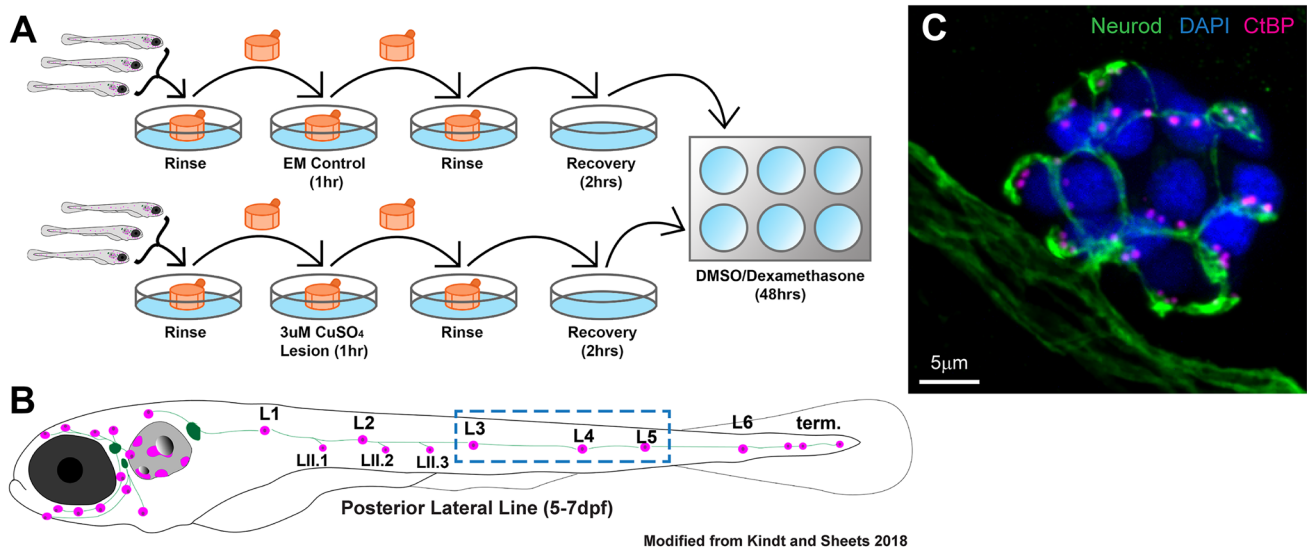 A
Rinse
EM Control
(1hr)
Rinse
Recovery
(2hrs)
Rinse
3uM CuSO₄
Lesion (1hr)
Rinse
Recovery
(2hrs)
DMSO/Dexamethasone
(48hrs)
B
L1
L2
L3
L4
L5
L6
term.
LII.1
LII.2
LII.3
Posterior Lateral Line (5-7dpf)
Modified from Kindt and Sheets 2018
C
Neurod DAPI CtBP
5μm